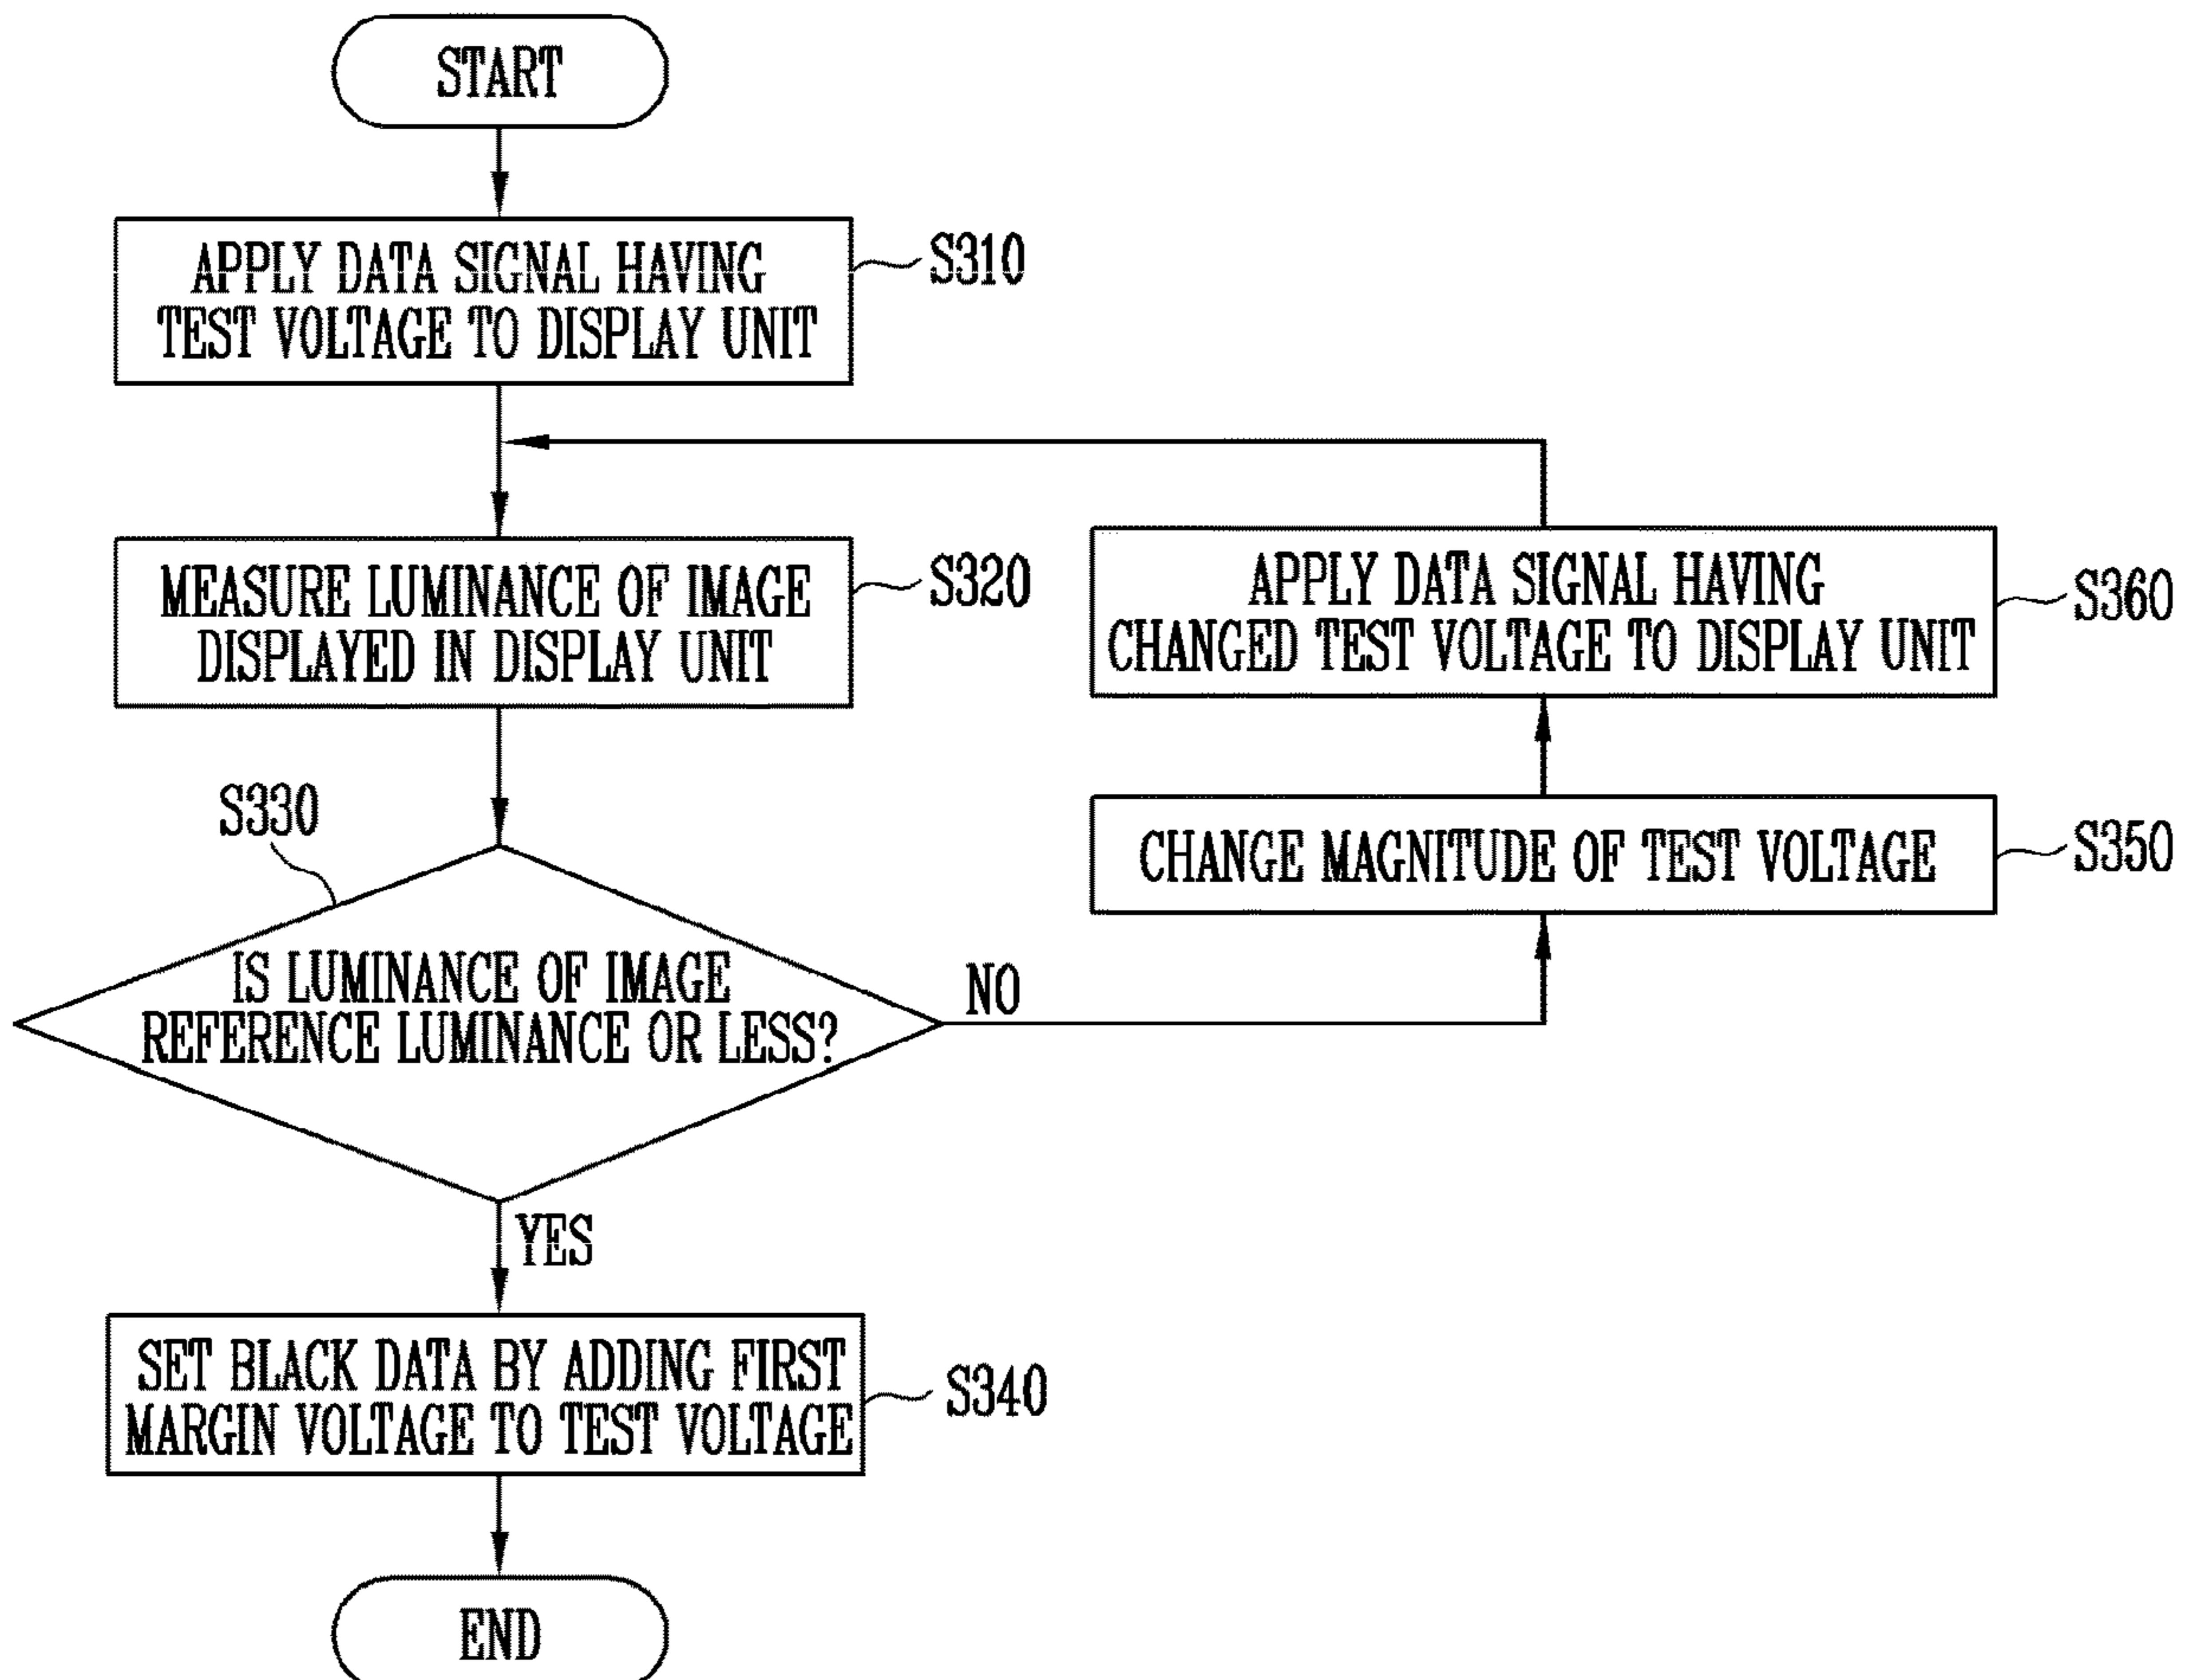 START
APPLY DATA SIGNAL HAVING
TEST VOLTAGE TO DISPLAY UNIT
S310
MEASURE LUMINANCE OF IMAGE
DISPLAYED IN DISPLAY UNIT
S320
APPLY DATA SIGNAL HAVING
CHANGED TEST VOLTAGE TO DISPLAY UNIT
S360
S330
CHANGE MAGNITUDE OF TEST VOLTAGE
S350
IS LUMINANCE OF IMAGE
REFERENCE LUMINANCE OR LESS?
NO
YES
SET BLACK DATA BY ADDING FIRST
MARGIN VOLTAGE TO TEST VOLTAGE
S340
END